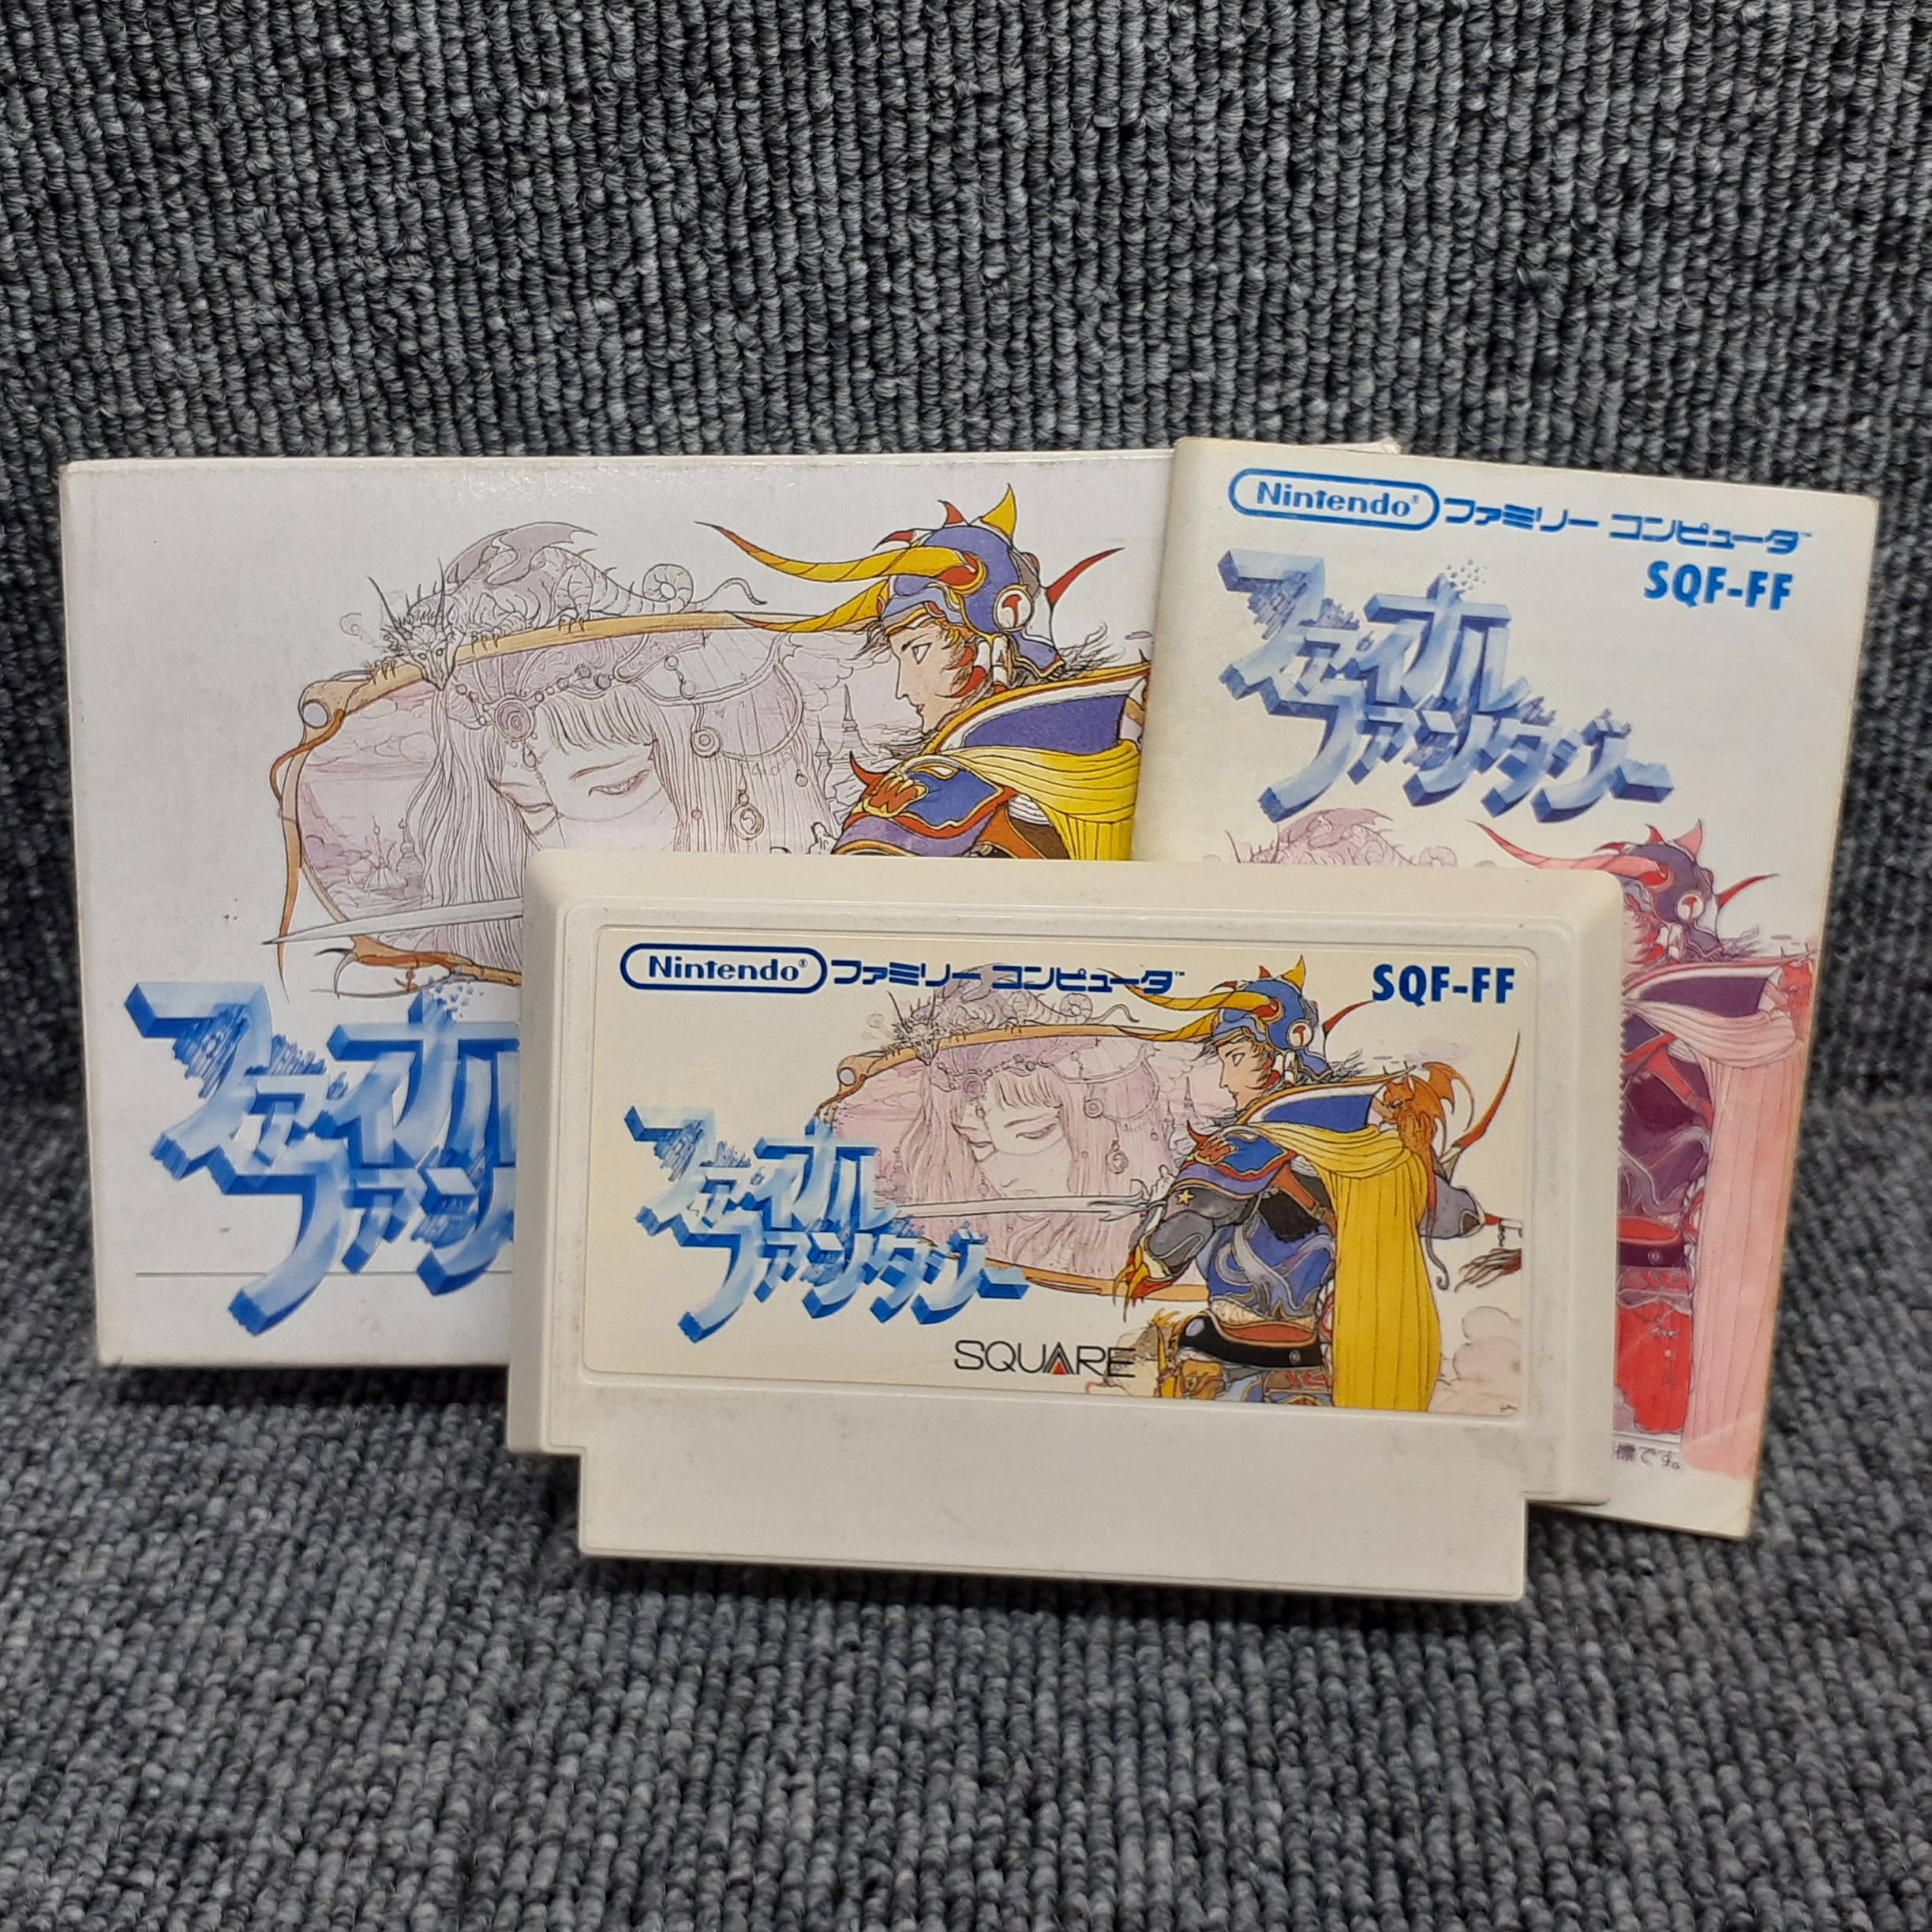 ファイナル
ファンタ
Nintendo® ファミリー コンピュータ™
SQF-FF
ファイナル
ファンタジー
標です。
Nintendo® ファミリー コンピュータ™
SQF-FF
ファイナル
ファンタジー
SQUARE